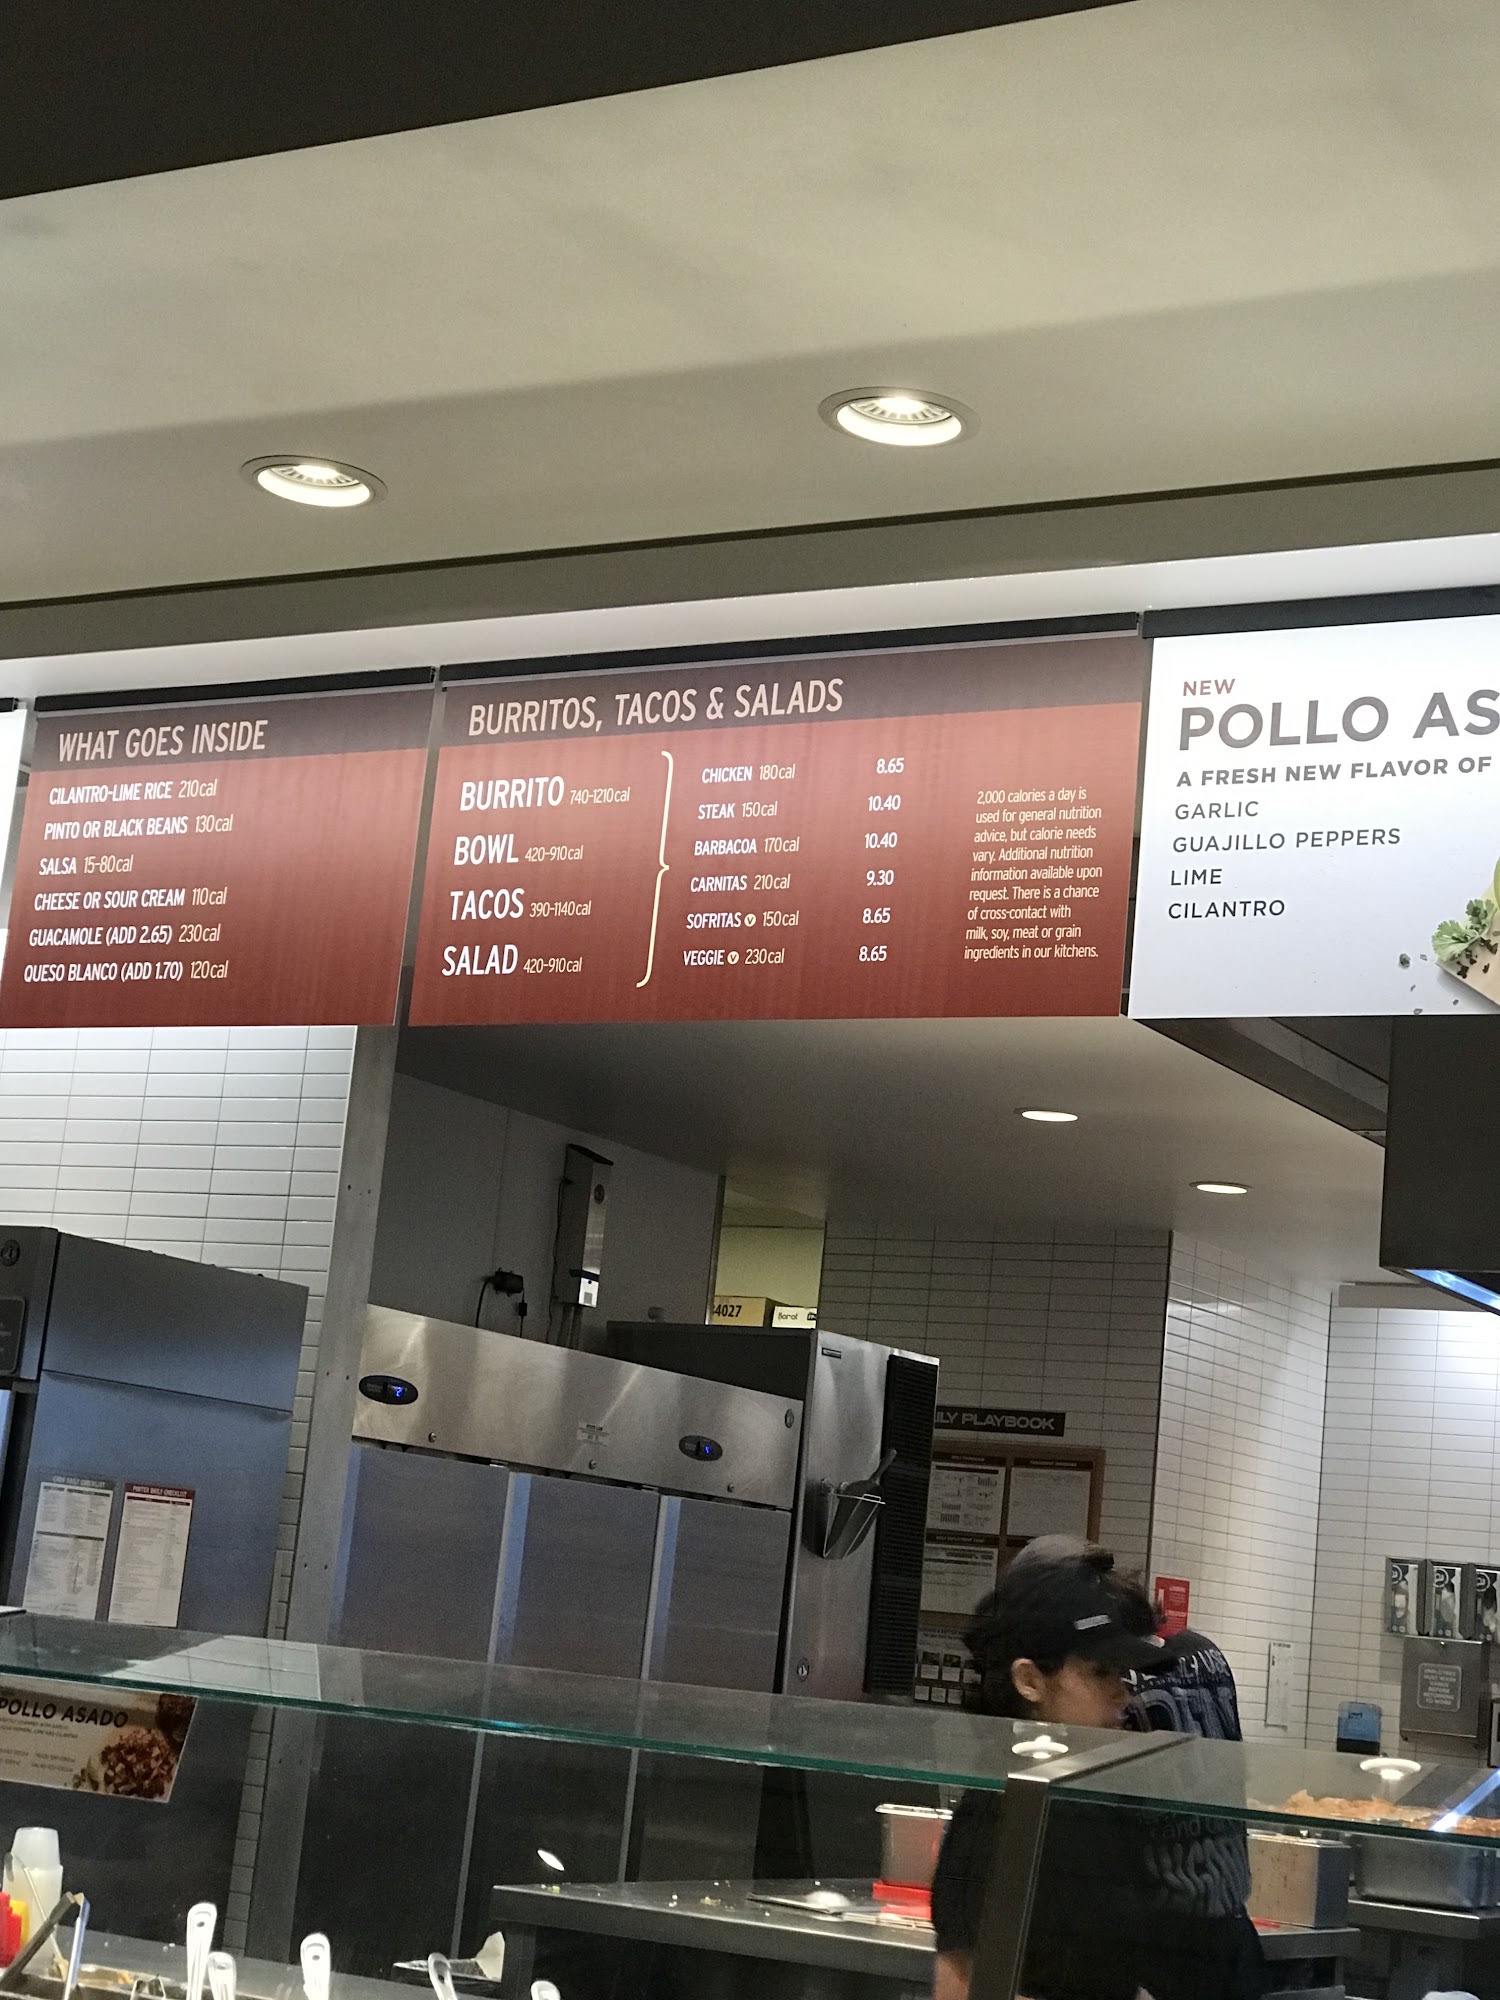 WHAT GOES INSIDE
CILANTRO-LIME RICE 210cal
PINTO OR BLACK BEANS 130cal
SALSA 15-80cal
CHEESE OR SOUR CREAM 110cal
GUACAMOLE (ADD 2.65) 230cal
QUESO BLANCO (ADD 1.70) 120cal
BURRITOS, TACOS & SALADS
BURRITO 740-1210cal
BOWL 420-910cal
TACOS 390-1140cal
SALAD 420-910cal
CHICKEN 180cal 8.65
STEAK 150cal 10.40
BARBACOA 170cal 10.40
CARNITAS 210cal 9.30
SOFRITAS V 150cal 8.65
VEGGIE V 230cal 8.65
2,000 calories a day is
used for general nutrition
advice, but calorie needs
vary. Additional nutrition
information available upon
request. There is a chance
of cross-contact with
milk, soy, meat or grain
ingredients in our kitchens.
NEW
POLLO AS
A FRESH NEW FLAVOR OF
GARLIC
GUAJILLO PEPPERS
LIME
CILANTRO
4027
Karat
ILY PLAYBOOK
DAILY CHECKLIST
DAILY CHECKLIST
POLLO ASADO